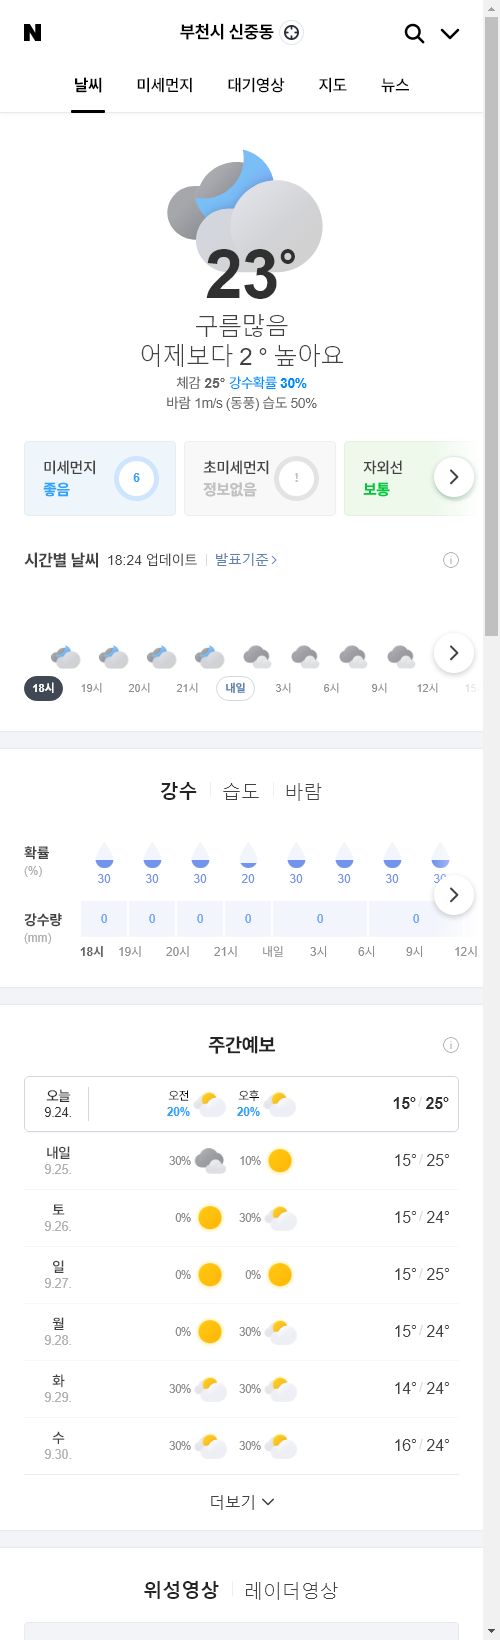 N
부천시 신중동
날씨 미세먼지 대기영상 지도 뉴스
23°
구름많음
어제보다 2 ° 높아요
체감 25° 강수확률 30%
바람 1m/s (동풍) 습도 50%
미세먼지 좋음 6
초미세먼지 정보없음 !
자외선 보통
시간별 날씨 18:24 업데이트 발표기준
18시 19시 20시 21시 내일 3시 6시 9시 12시 15
강수 습도 바람
확률 (%)
30 30 30 20 30 30 30 30
강수량 (mm)
0 0 0 0 0 0
18시 19시 20시 21시 내일 3시 6시 9시 12시
주간예보
오늘 9.24. 오전 20% 오후 20% 15° / 25°
내일 9.25. 30% 10% 15° / 25°
토 9.26. 0% 30% 15° / 24°
일 9.27. 0% 0% 15° / 25°
월 9.28. 0% 30% 15° / 24°
화 9.29. 30% 30% 14° / 24°
수 9.30. 30% 30% 16° / 24°
더보기
위성영상 레이더영상